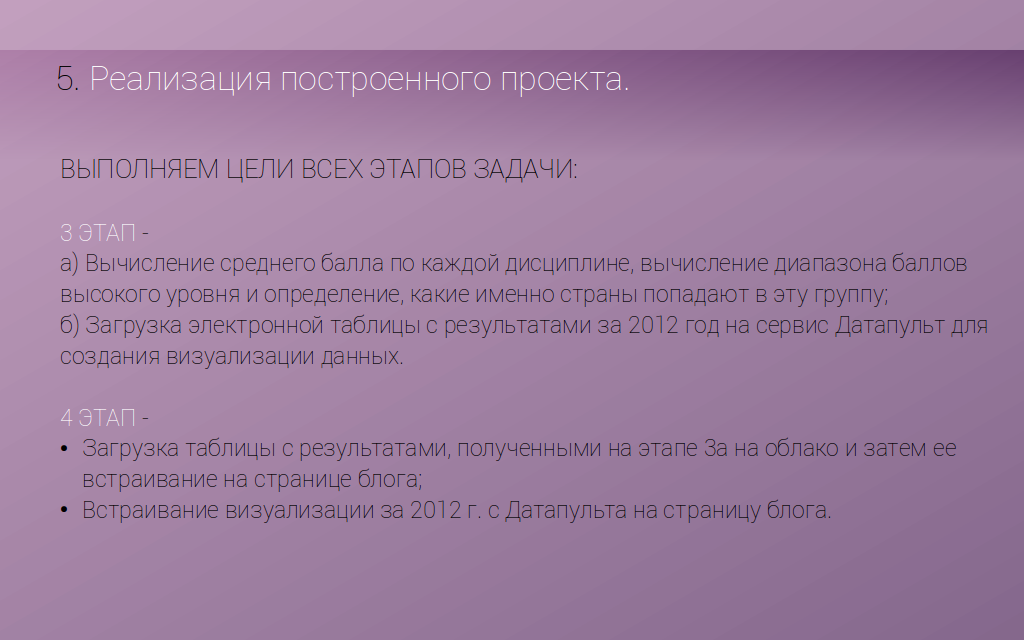 5. Реализация построенного проекта.
ВЫПОЛНЯЕМ ЦЕЛИ ВСЕХ ЭТАПОВ ЗАДАЧИ:
3 ЭТАП -
а) Вычисление среднего балла по каждой дисциплине, вычисление диапазона баллов
высокого уровня и определение, какие именно страны попадают в эту группу;
б) Загрузка электронной таблицы с результатами за 2012 год на сервис Датапульт для
создания визуализации данных.
4 ЭТАП -
• Загрузка таблицы с результатами, полученными на этапе 3а на облако и затем ее
встраивание на странице блога;
• Встраивание визуализации за 2012 г. с Датапульта на страницу блога.